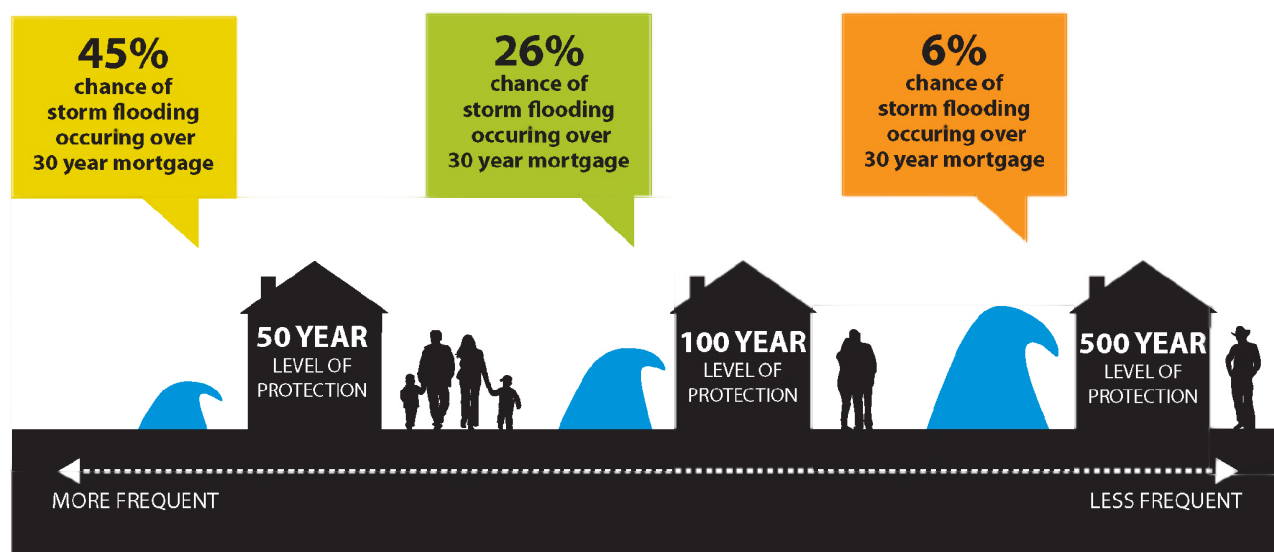 45%
chance of
storm flooding
occuring over
30 year mortgage
26%
chance of
storm flooding
occuring over
30 year mortgage
6%
chance of
storm flooding
occuring over
30 year mortgage
50 YEAR
LEVEL OF
PROTECTION
100 YEAR
LEVEL OF
PROTECTION
500 YEAR
LEVEL OF
PROTECTION
MORE FREQUENT
LESS FREQUENT